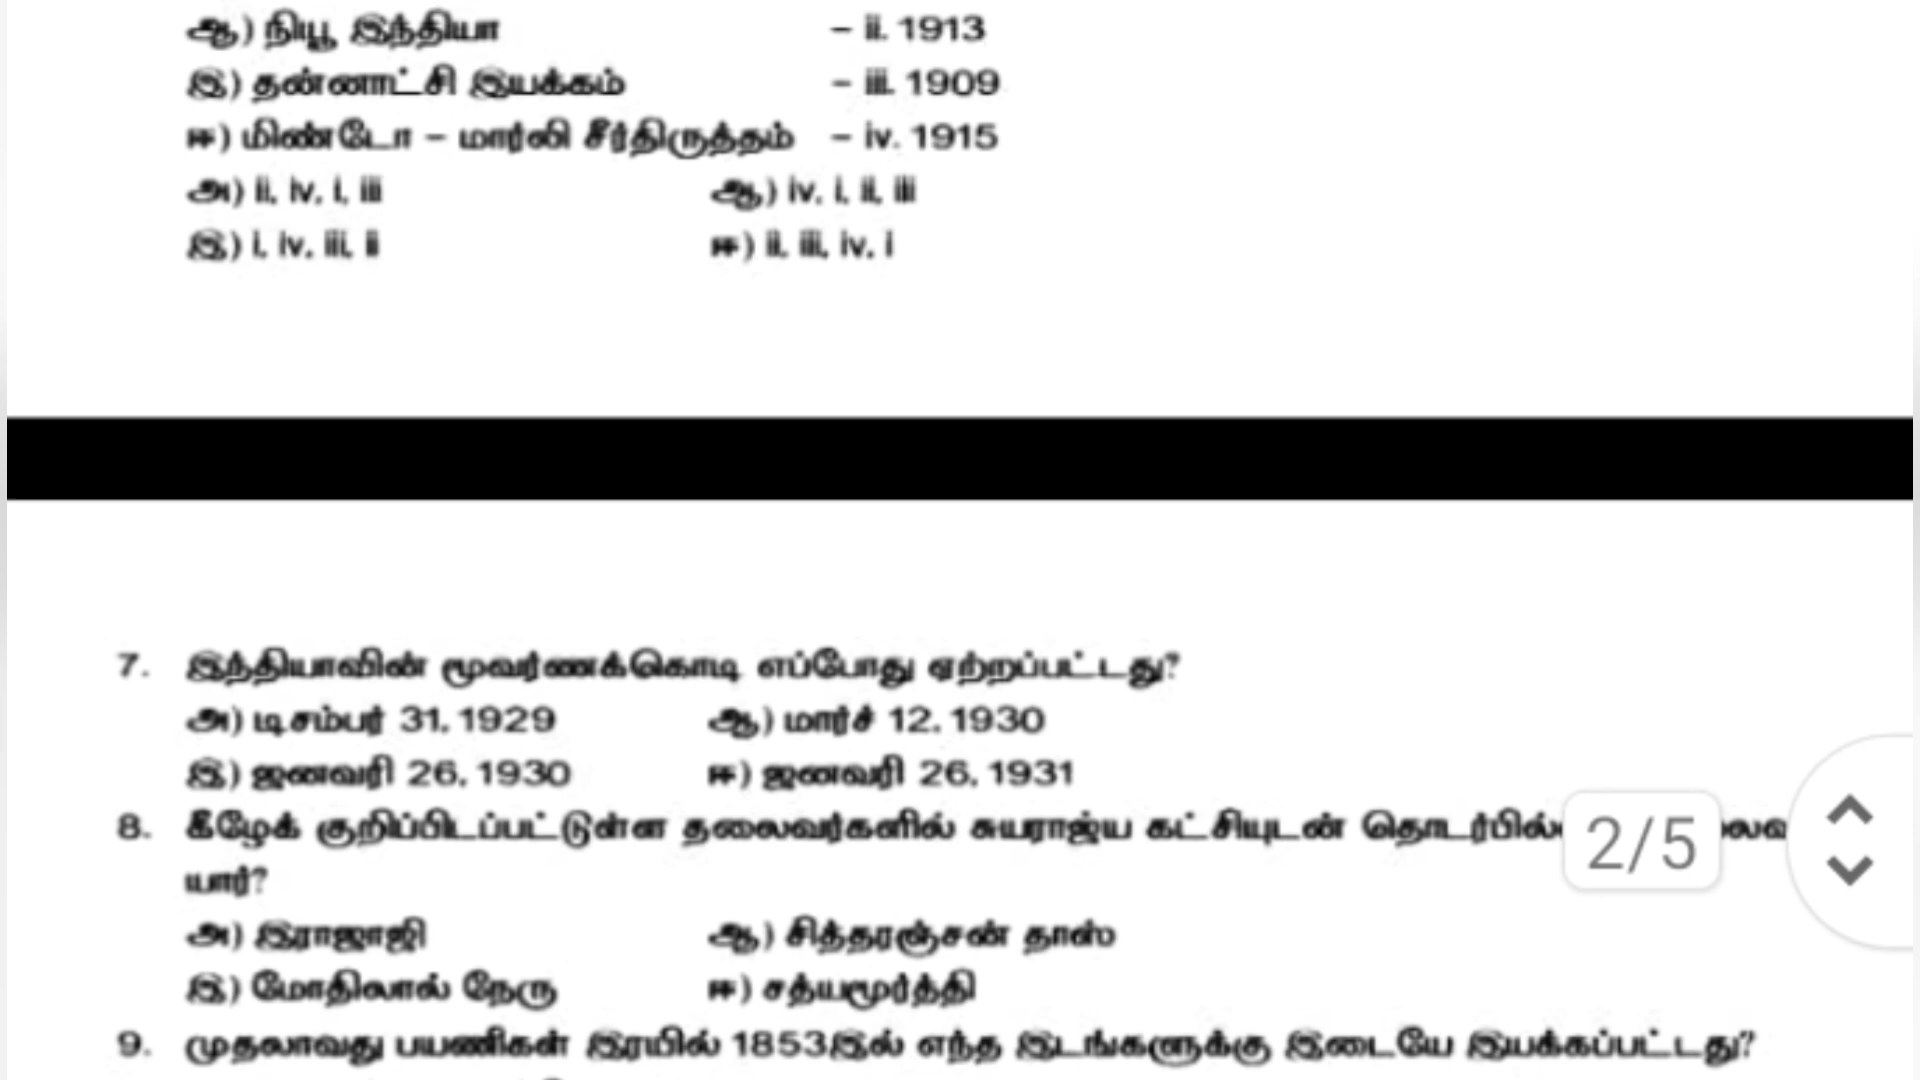 ஆ) நியூ இந்தியா – ii. 1913
இ) தன்னாட்சி இயக்கம் – iii. 1909
ஈ) மிண்டோ – மார்லி சீர்திருத்தம் – iv. 1915
அ) ii, iv, i, iii ஆ) iv, i, ii, iii
இ) i, iv, iii, ii ஈ) ii, iii, iv, i
7. இந்தியாவின் மூவர்ணக்கொடி எப்போது ஏற்றப்பட்டது?
அ) டிசம்பர் 31, 1929 ஆ) மார்ச் 12, 1930
இ) ஜனவரி 26, 1930 ஈ) ஜனவரி 26, 1931
8. கீழேக் குறிப்பிடப்பட்டுள்ள தலைவர்களில் சுயராஜ்ய கட்சியுடன் தொடர்பில்
2/5
யார்?
அ) இராஜாஜி ஆ) சித்தரஞ்சன் தாஸ்
இ) மோதிலால் நேரு ஈ) சத்யமூர்த்தி
9. முதலாவது பயணிகள் இரயில் 1853இல் எந்த இடங்களுக்கு இடையே இயக்கப்பட்டது?